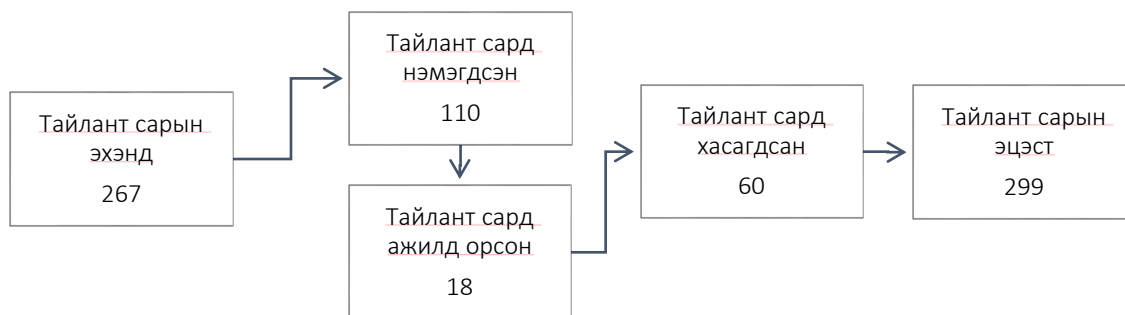 Тайлант сарын
эхэнд
267
Тайлант сард
нэмэгдсэн
110
Тайлант сард
ажилд орсон
18
Тайлант сард
хасагдсан
60
Тайлант сарын
эцэст
299